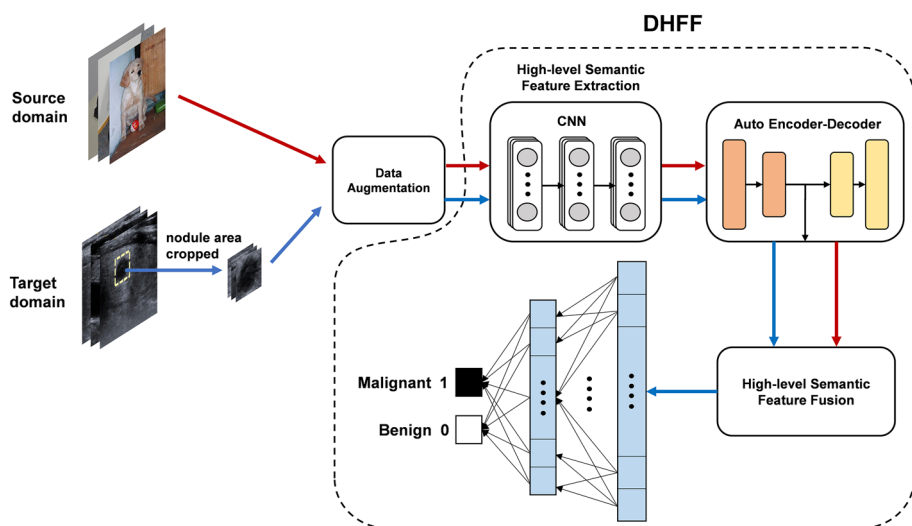 DHFF
High-level Semantic
Feature Extraction
Source
domain
CNN
Auto Encoder-Decoder
Data
Augmentation
nodule area
cropped
Target
domain
Malignant 1
Benign 0
High-level Semantic
Feature Fusion